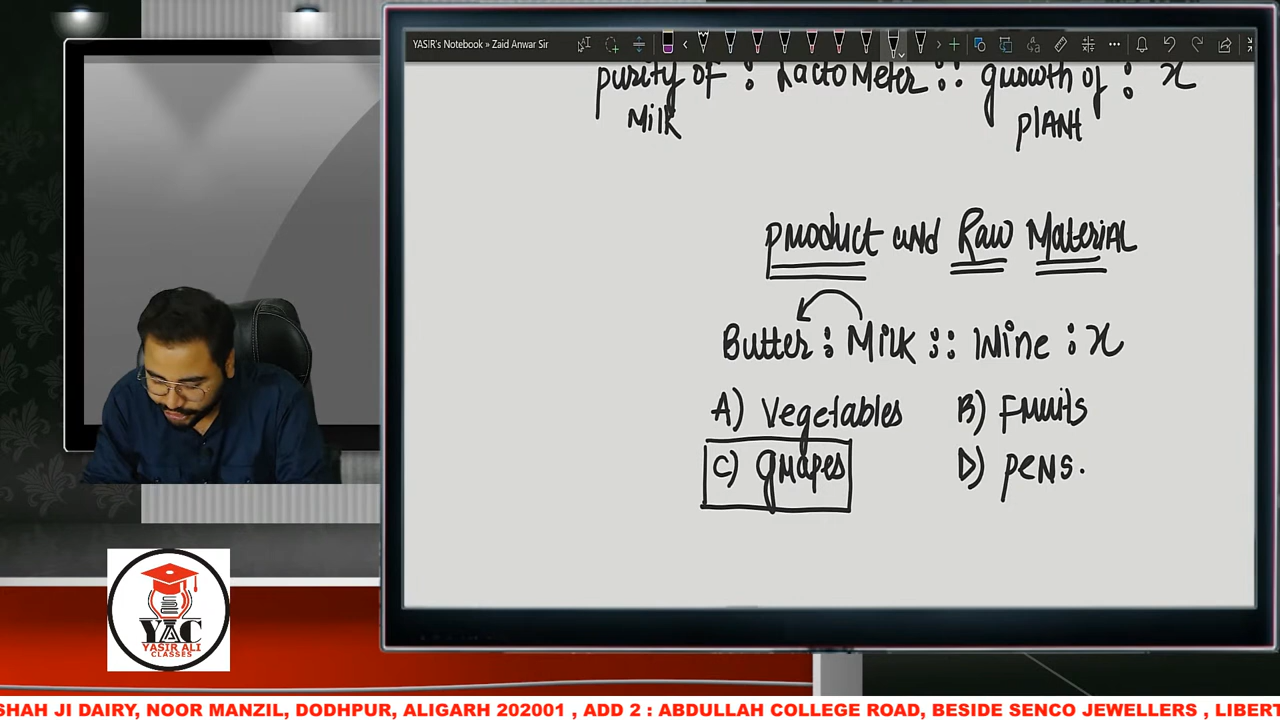 YASIR's Notebook » Zaid Anwar Sir
purity of : LactoMeter :: growth of : x
Milk
plANt
product and Raw Material
Butter : Milk :: Wine : x
A) Vegetables B) Fruits
C) grapes D) pens.
YAC
YASIR ALI
CLASSES
SHAH JI DAIRY, NOOR MANZIL, DODHPUR, ALIGARH 202001 , ADD 2 : ABDULLAH COLLEGE ROAD, BESIDE SENCO JEWELLERS , LIBERT